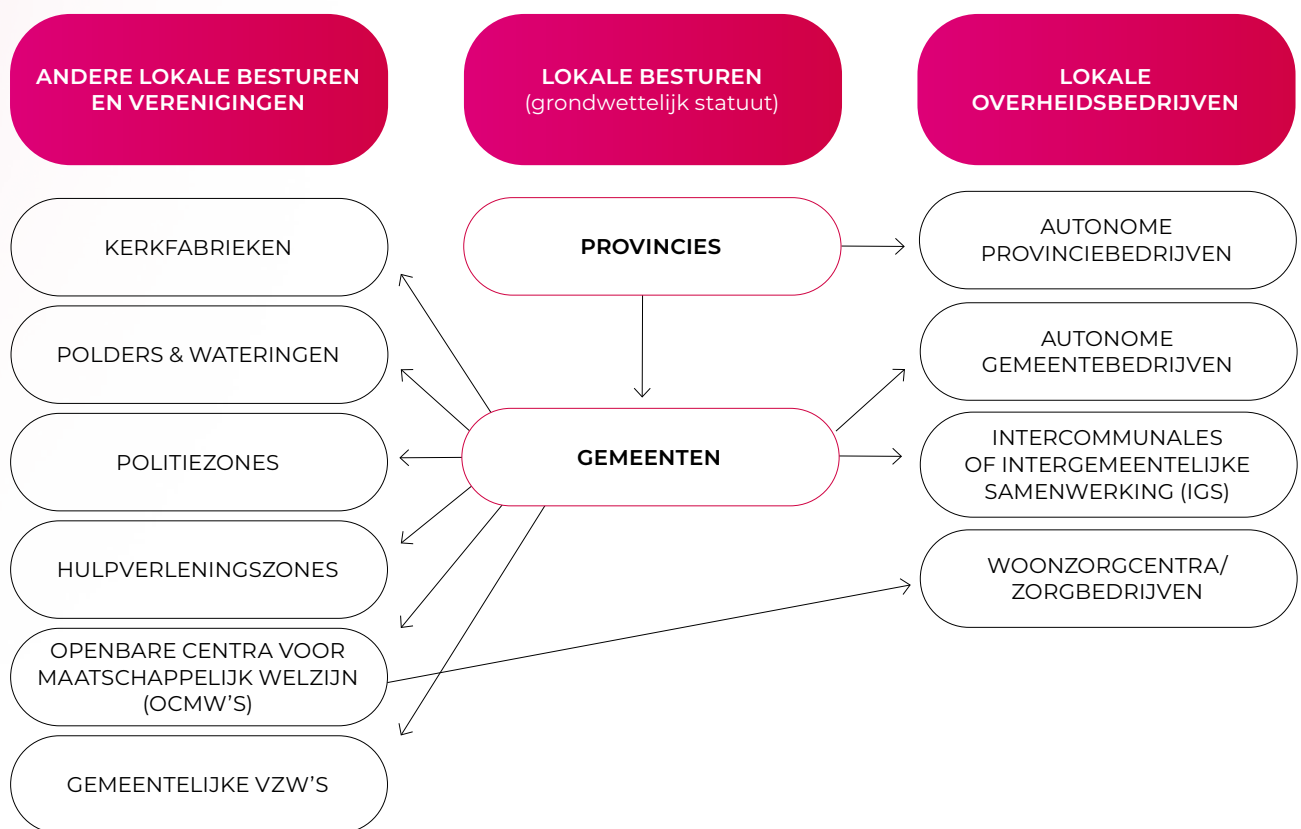 ANDERE LOKALE BESTUREN
EN VERENIGINGEN
KERKFABRIEKEN
POLDERS & WATERINGEN
POLITIEZONES
HULPVERLENINGSZONES
OPENBARE CENTRA VOOR
MAATSCHAPPELIJK WELZIJN
(OCMW’S)
GEMEENTELIJKE VZW’S
LOKALE BESTUREN
(grondwettelijk statuut)
PROVINCIES
GEMEENTEN
LOKALE
OVERHEIDSBEDRIJVEN
AUTONOME
PROVINCIEBEDRIJVEN
AUTONOME
GEMEENTEBEDRIJVEN
INTERCOMMUNALES
OF INTERGEMEENTELIJKE
SAMENWERKING (IGS)
WOONZORGCENTRA/
ZORGBEDRIJVEN